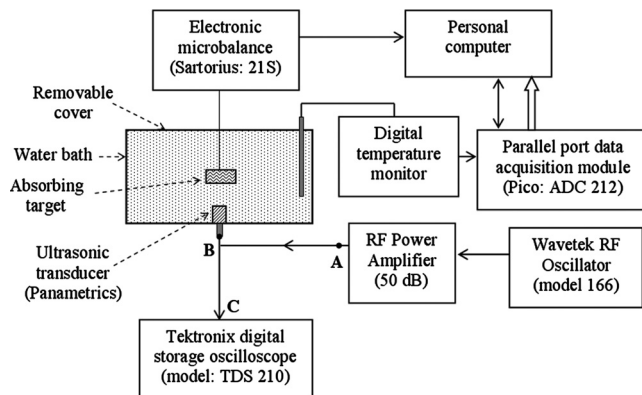 Electronic
microbalance
(Sartorius: 21S)
Personal
computer
Removable
cover
Water bath
Absorbing
target
Digital
temperature
monitor
Parallel port data
acquisition module
(Pico: ADC 212)
Ultrasonic
transducer
(Panametrics)
B
A
RF Power
Amplifier
(50 dB)
Wavetek RF
Oscillator
(model 166)
C
Tektronix digital
storage oscilloscope
(model: TDS 210)